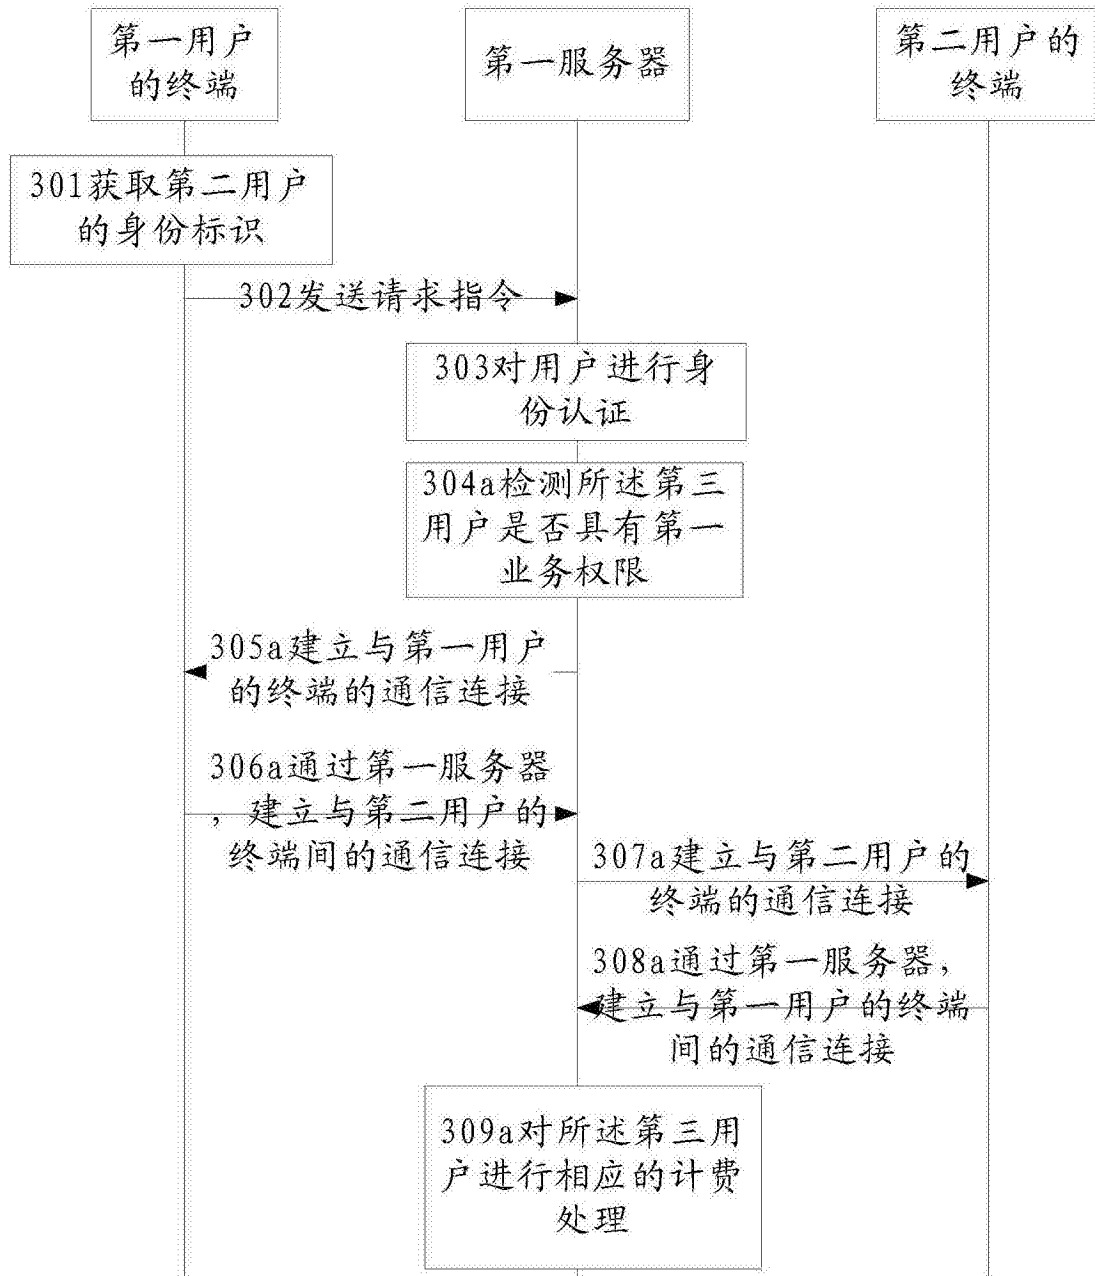 第一用户
的终端
第一服务器
第二用户的
终端
301获取第二用户
的身份标识
302发送请求指令
303对用户进行身
份认证
304a检测所述第三
用户是否具有第一
业务权限
305a建立与第一用户
的终端的通信连接
306a通过第一服务器
，建立与第二用户的
终端间的通信连接
307a建立与第二用户的
终端的通信连接
308a通过第一服务器，
建立与第一用户的终端
间的通信连接
309a对所述第三用
户进行相应的计费
处理